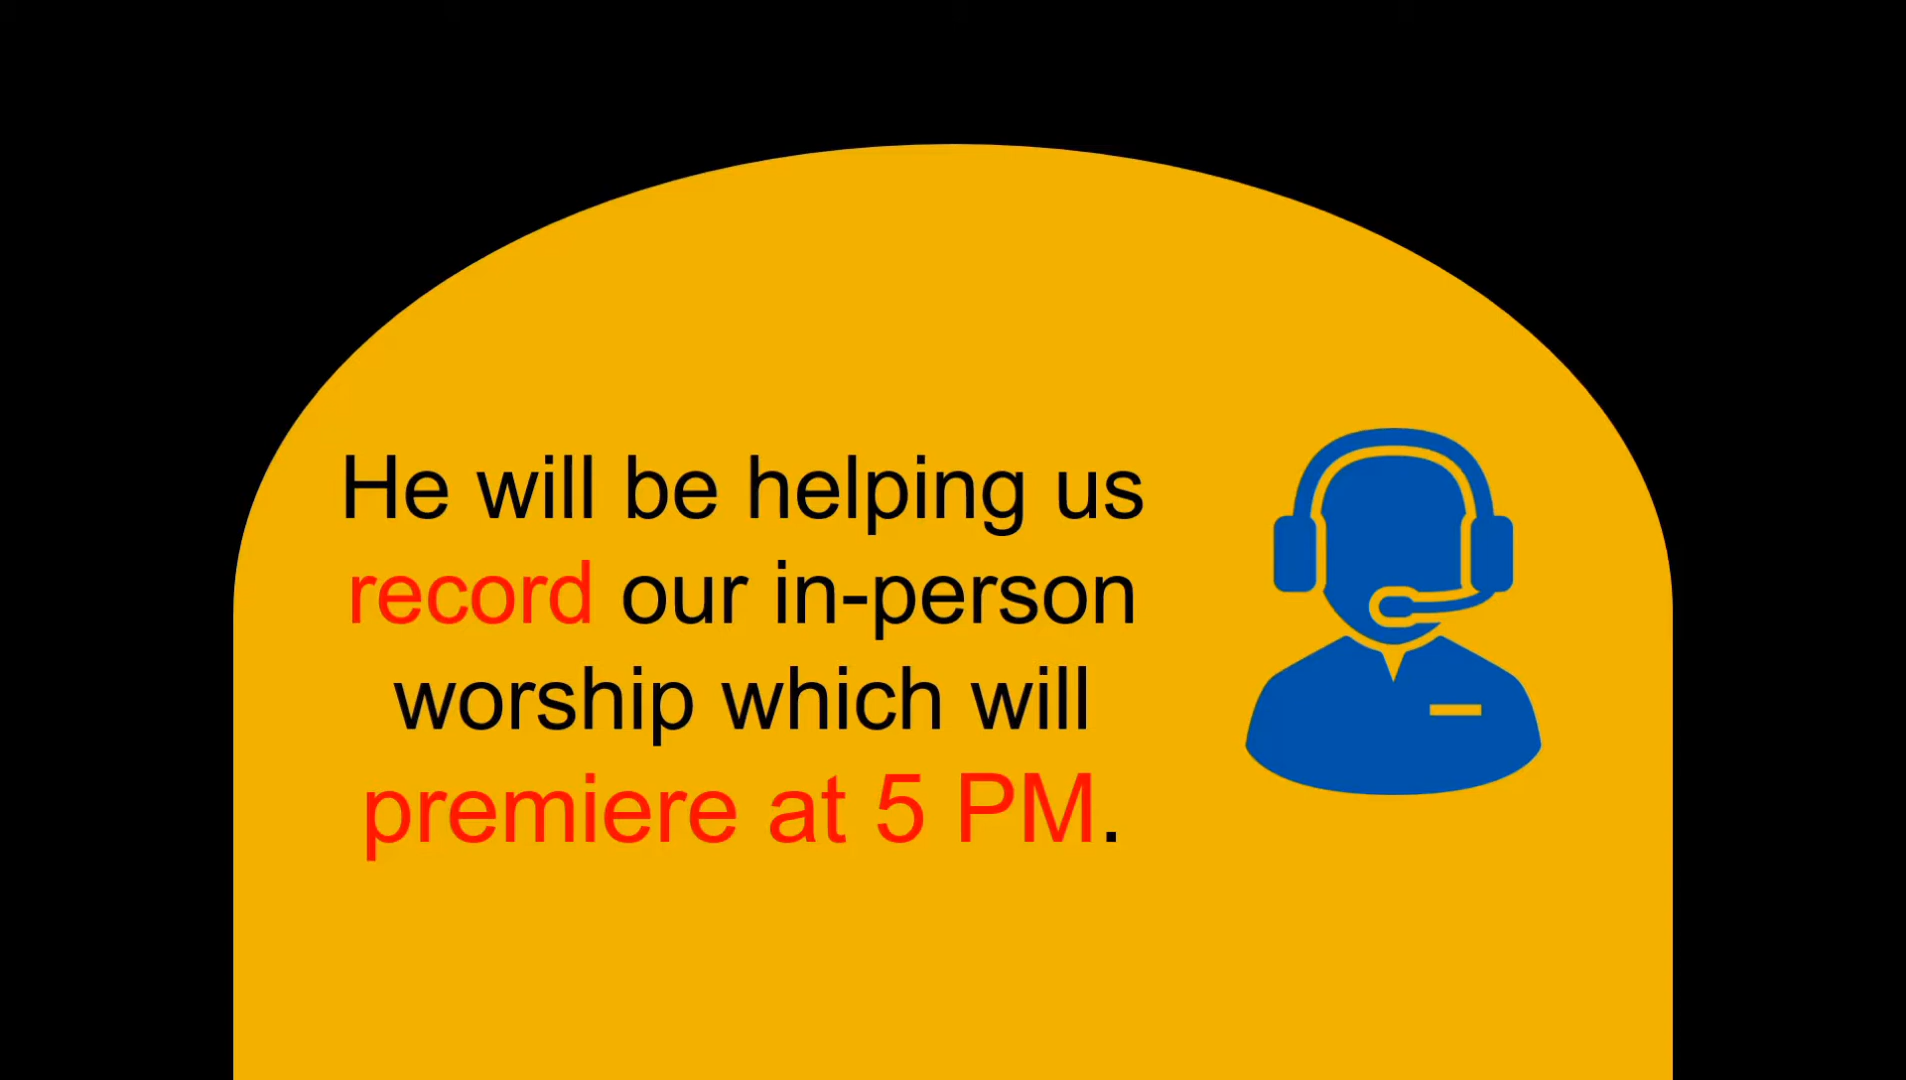 He will be helping us
record our in-person
worship which will
premiere at 5 PM.